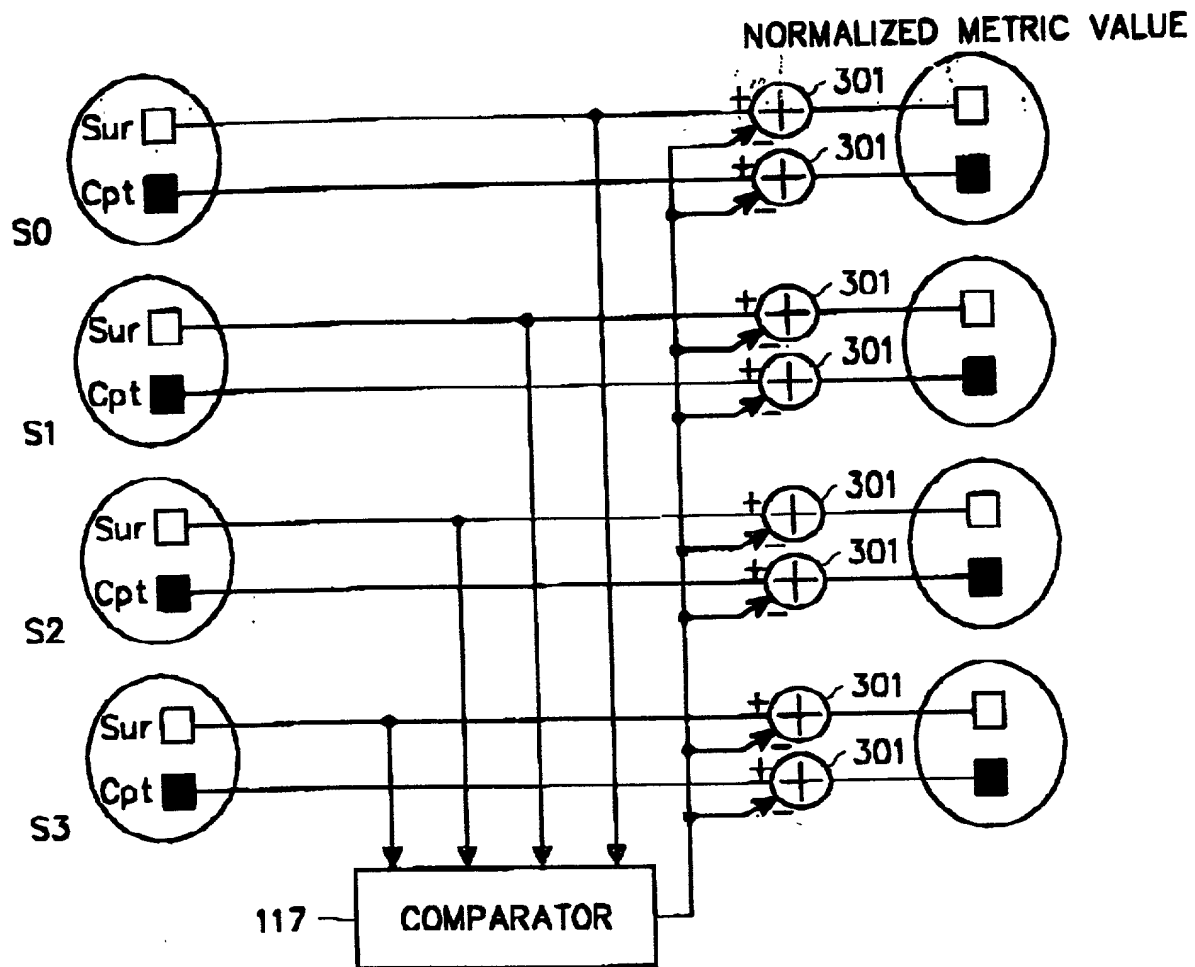 NORMALIZED METRIC VALUE
Sur
+
301
-
Cpt
+
301
-
S0
Sur
+
301
-
Cpt
+
301
-
S1
Sur
+
301
-
Cpt
+
301
-
S2
Sur
+
301
-
Cpt
+
301
-
S3
117
COMPARATOR